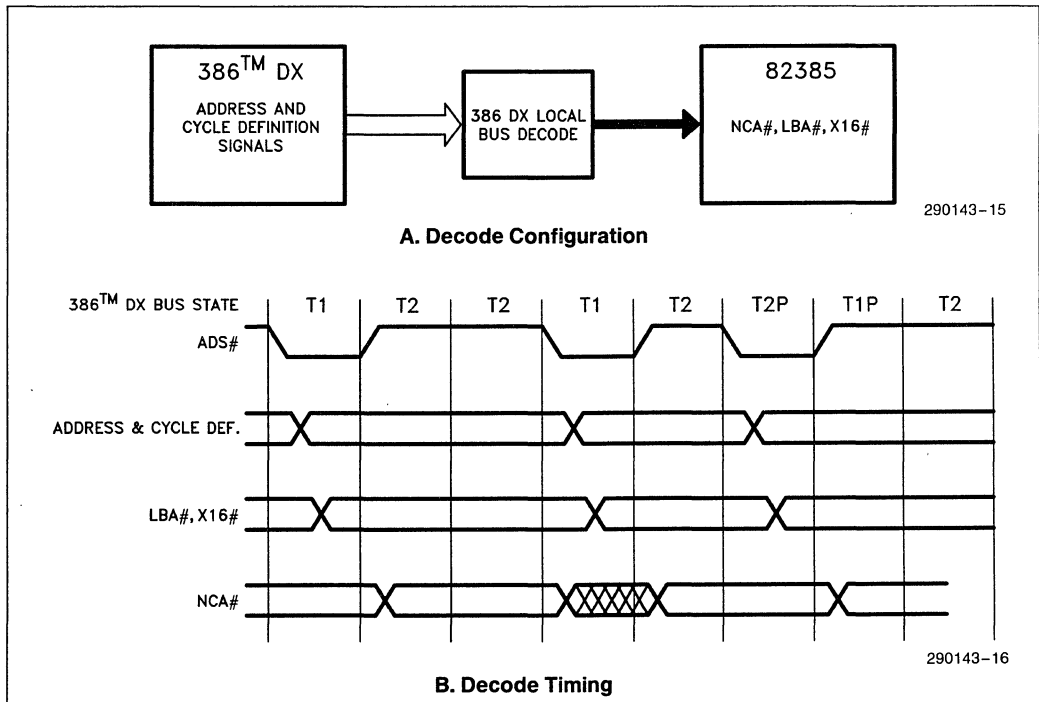 386™ DX
ADDRESS AND
CYCLE DEFINITION
SIGNALS
386 DX LOCAL
BUS DECODE
82385
NCA#, LBA#, X16#
290143-15
A. Decode Configuration
386™ DX BUS STATE T1 T2 T2 T1 T2 T2P T1P T2
ADS#
ADDRESS & CYCLE DEF.
LBA#, X16#
NCA#
290143-16
B. Decode Timing